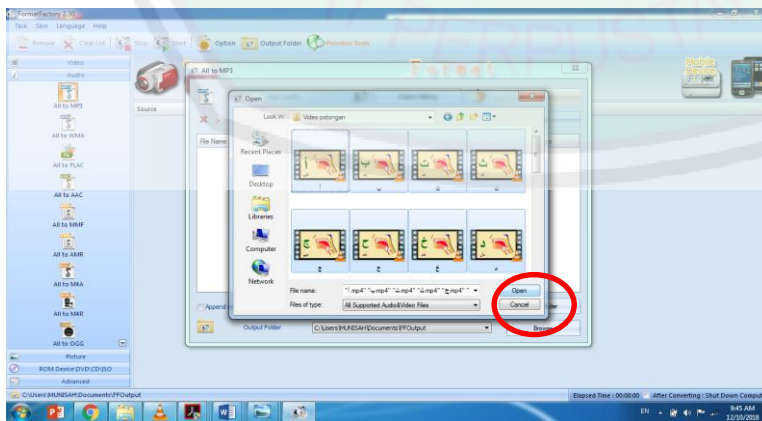 FormatFactory 2.30
Task Skin Language Help
Remove Clear List Stop Start Option Output Folder
Video
Audio
All to MP3
All to WMA
All to FLAC
All to AAC
All to MMF
All to AMR
All to M4A
All to M4R
All to OGG
Picture
ROM Device\DVD\CD\ISO
Advanced
Source
All to MP3
File Name
Open
Look in: Video potongan
Recent Places
Desktop
Libraries
Computer
Network
أ ب ت ث
ج ح خ د
File name:
Files of type: All Supported Audio&Video Files
Open
Cancel
Output Folder C:\Users\MUNISAH\Documents\FFOutput Browse
C:\Users\MUNISAH\Documents\FFOutput
Elapsed Time : 00:00:00 After Converting : Shut Down Comput
EN
9:45 AM
12/10/2018